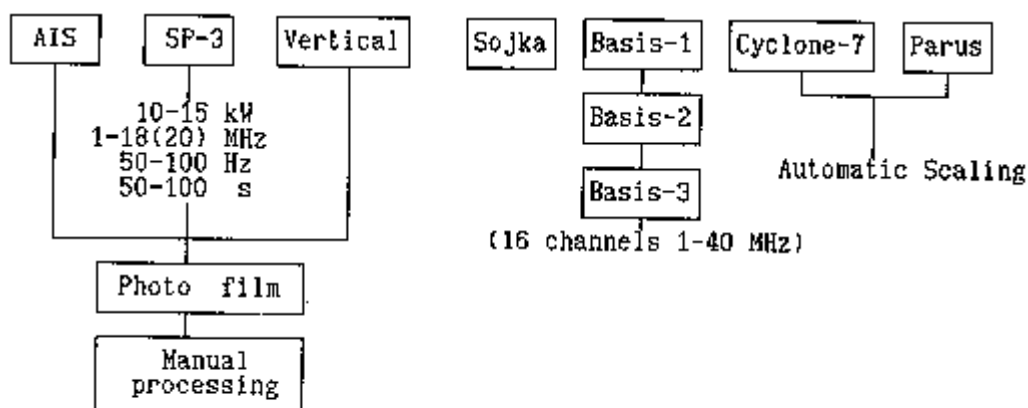 AIS
SP-3
Vertical
10-15 kW
1-18(20) MHz
50-100 Hz
50-100 s
Photo film
Manual
processing
Sojka
Basis-1
Basis-2
Basis-3
(16 channels 1-40 MHz)
Cyclone-7
Parus
Automatic Scaling